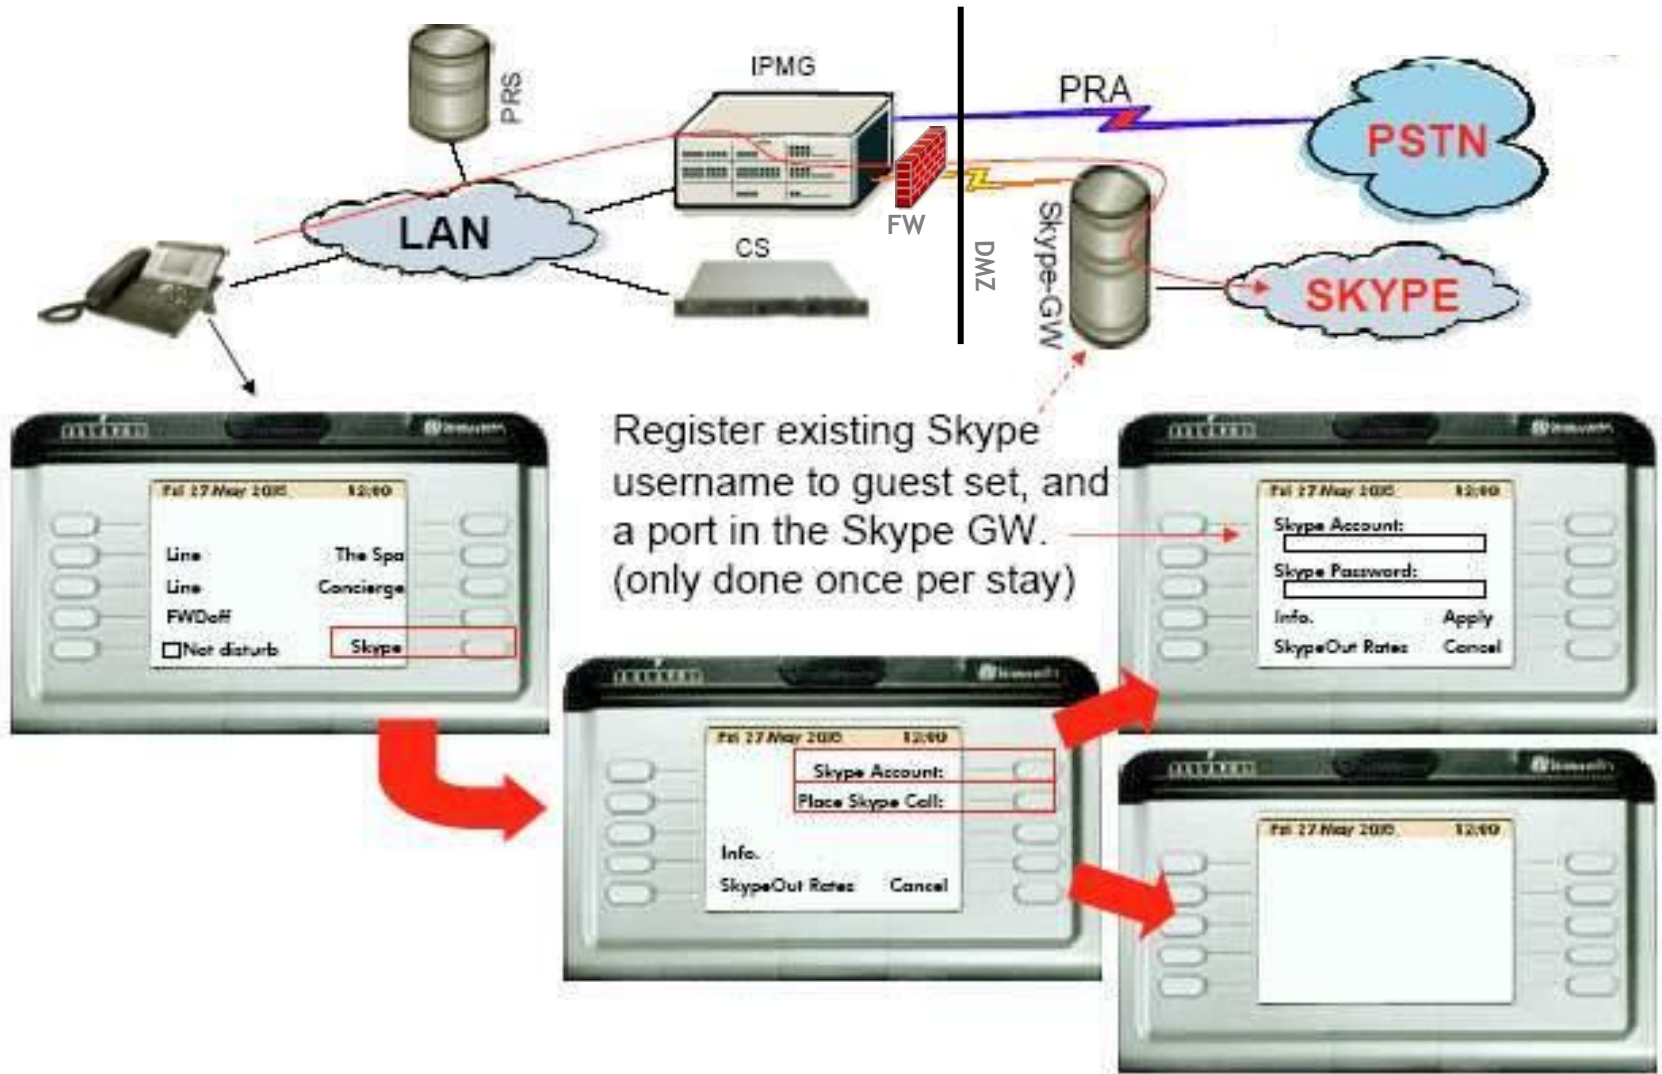 PRS
IPMG
PRA
PSTN
LAN
FW
CS
DMZ
Skype-GW
SKYPE
Register existing Skype
username to guest set, and
a port in the Skype GW.
(only done once per stay)
Fri 27 May 2005 12:00
Line The Spa
Line Concierge
FWDoff
Not disturb Skype
Fri 27 May 2005 12:00
Skype Account:
Place Skype Call:
Info.
SkypeOut Rates Cancel
Fri 27 May 2005 12:00
Skype Account:
Skype Password:
Info. Apply
SkypeOut Rates Cancel
Fri 27 May 2005 12:00